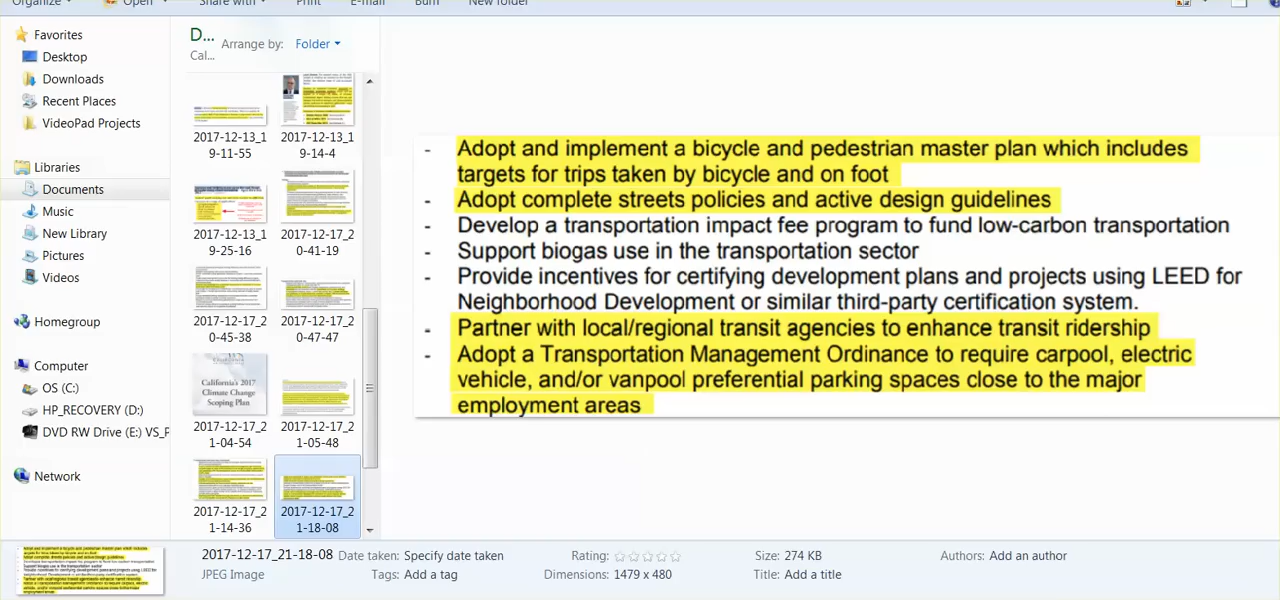 Organize
Open
Share with
Print
E-mail
Burn
New folder
Favorites
Desktop
Downloads
Recent Places
VideoPad Projects
Libraries
Documents
Music
New Library
Pictures
Videos
Homegroup
Computer
OS (C:)
HP_RECOVERY (D:)
DVD RW Drive (E:) VS_P
Network
D...
Cal...
Arrange by: Folder
2017-12-13_1
9-11-55
2017-12-13_1
9-14-4
2017-12-13_1
9-25-16
2017-12-17_2
0-41-19
2017-12-17_2
0-45-38
2017-12-17_2
0-47-47
California's 2017
Climate Change
Scoping Plan
2017-12-17_2
1-04-54
2017-12-17_2
1-05-48
2017-12-17_2
1-14-36
2017-12-17_2
1-18-08
- Adopt and implement a bicycle and pedestrian master plan which includes
targets for trips taken by bicycle and on foot
- Adopt complete streets policies and active design guidelines
- Develop a transportation impact fee program to fund low-carbon transportation
- Support biogas use in the transportation sector
- Provide incentives for certifying development plans and projects using LEED for
Neighborhood Development or similar third-party certification system.
- Partner with local/regional transit agencies to enhance transit ridership
- Adopt a Transportation Management Ordinance to require carpool, electric
vehicle, and/or vanpool preferential parking spaces close to the major
employment areas
2017-12-17_21-18-08 Date taken: Specify date taken Rating: Size: 274 KB Authors: Add an author
JPEG Image Tags: Add a tag Dimensions: 1479 x 480 Title: Add a title